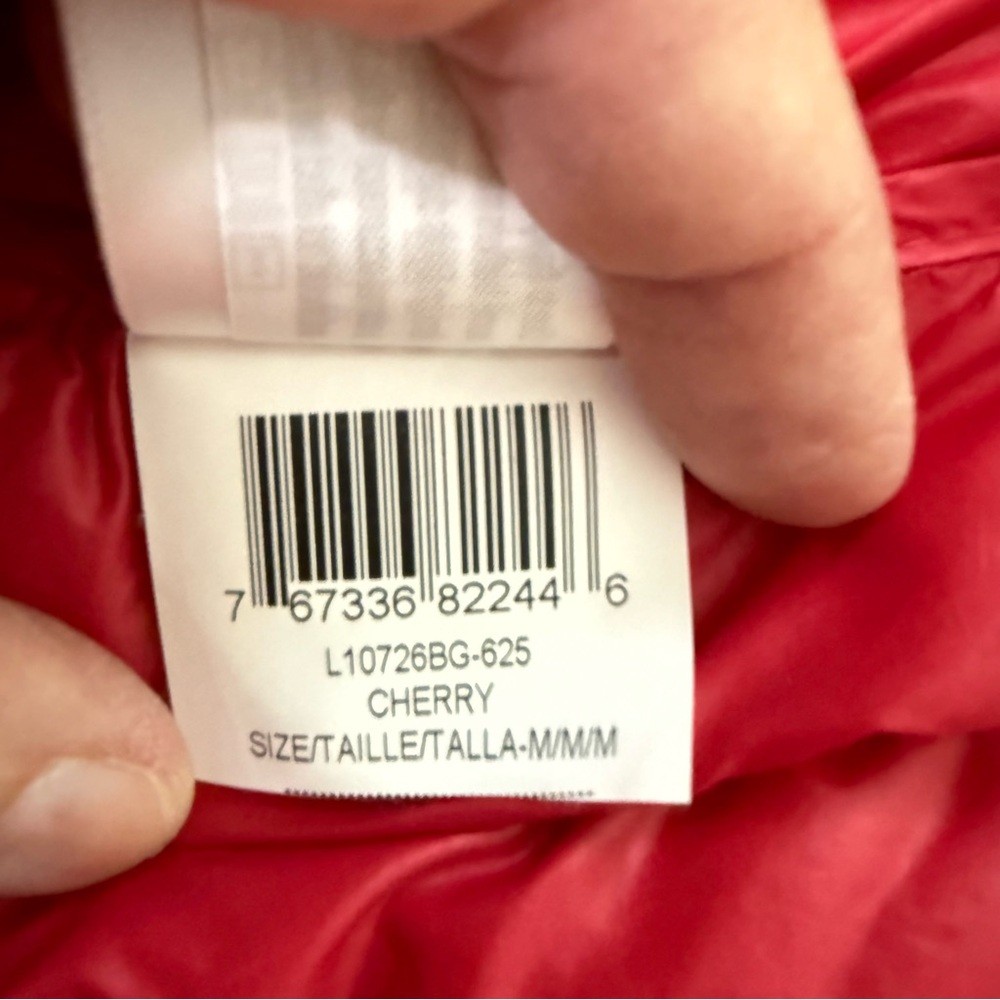 7 67336 82244 6
L10726BG-625
CHERRY
SIZE/TAILLE/TALLA-M/M/M